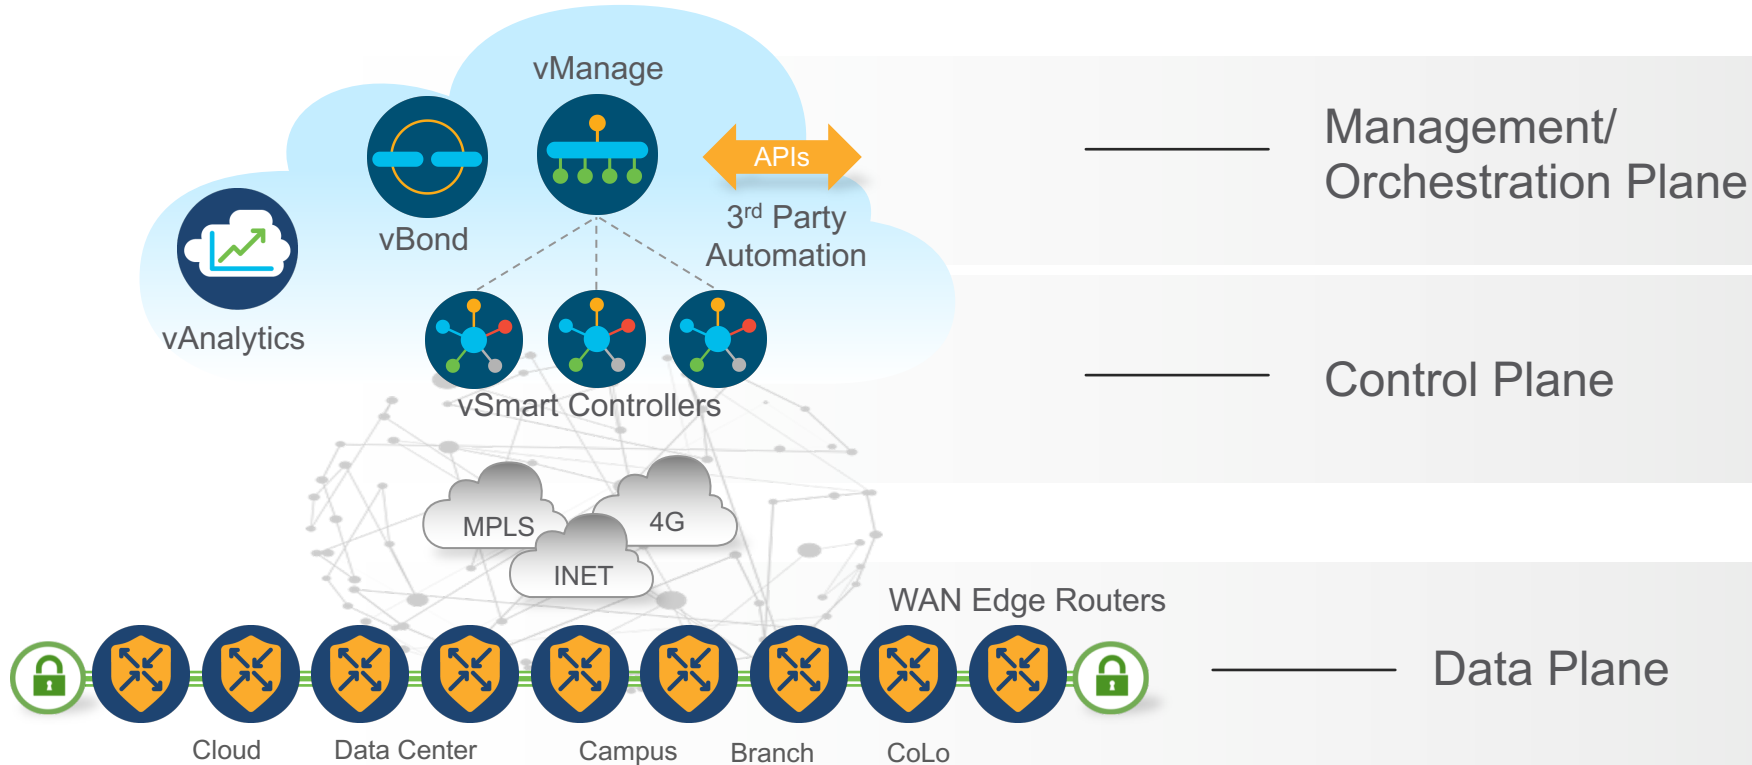 vManage
Management/
Orchestration Plane
APIs
vBond
3rd Party
Automation
vAnalytics
Control Plane
vSmart Controllers
MPLS
4G
INET
WAN Edge Routers
Data Plane
Cloud
Data Center
Campus
Branch
CoLo